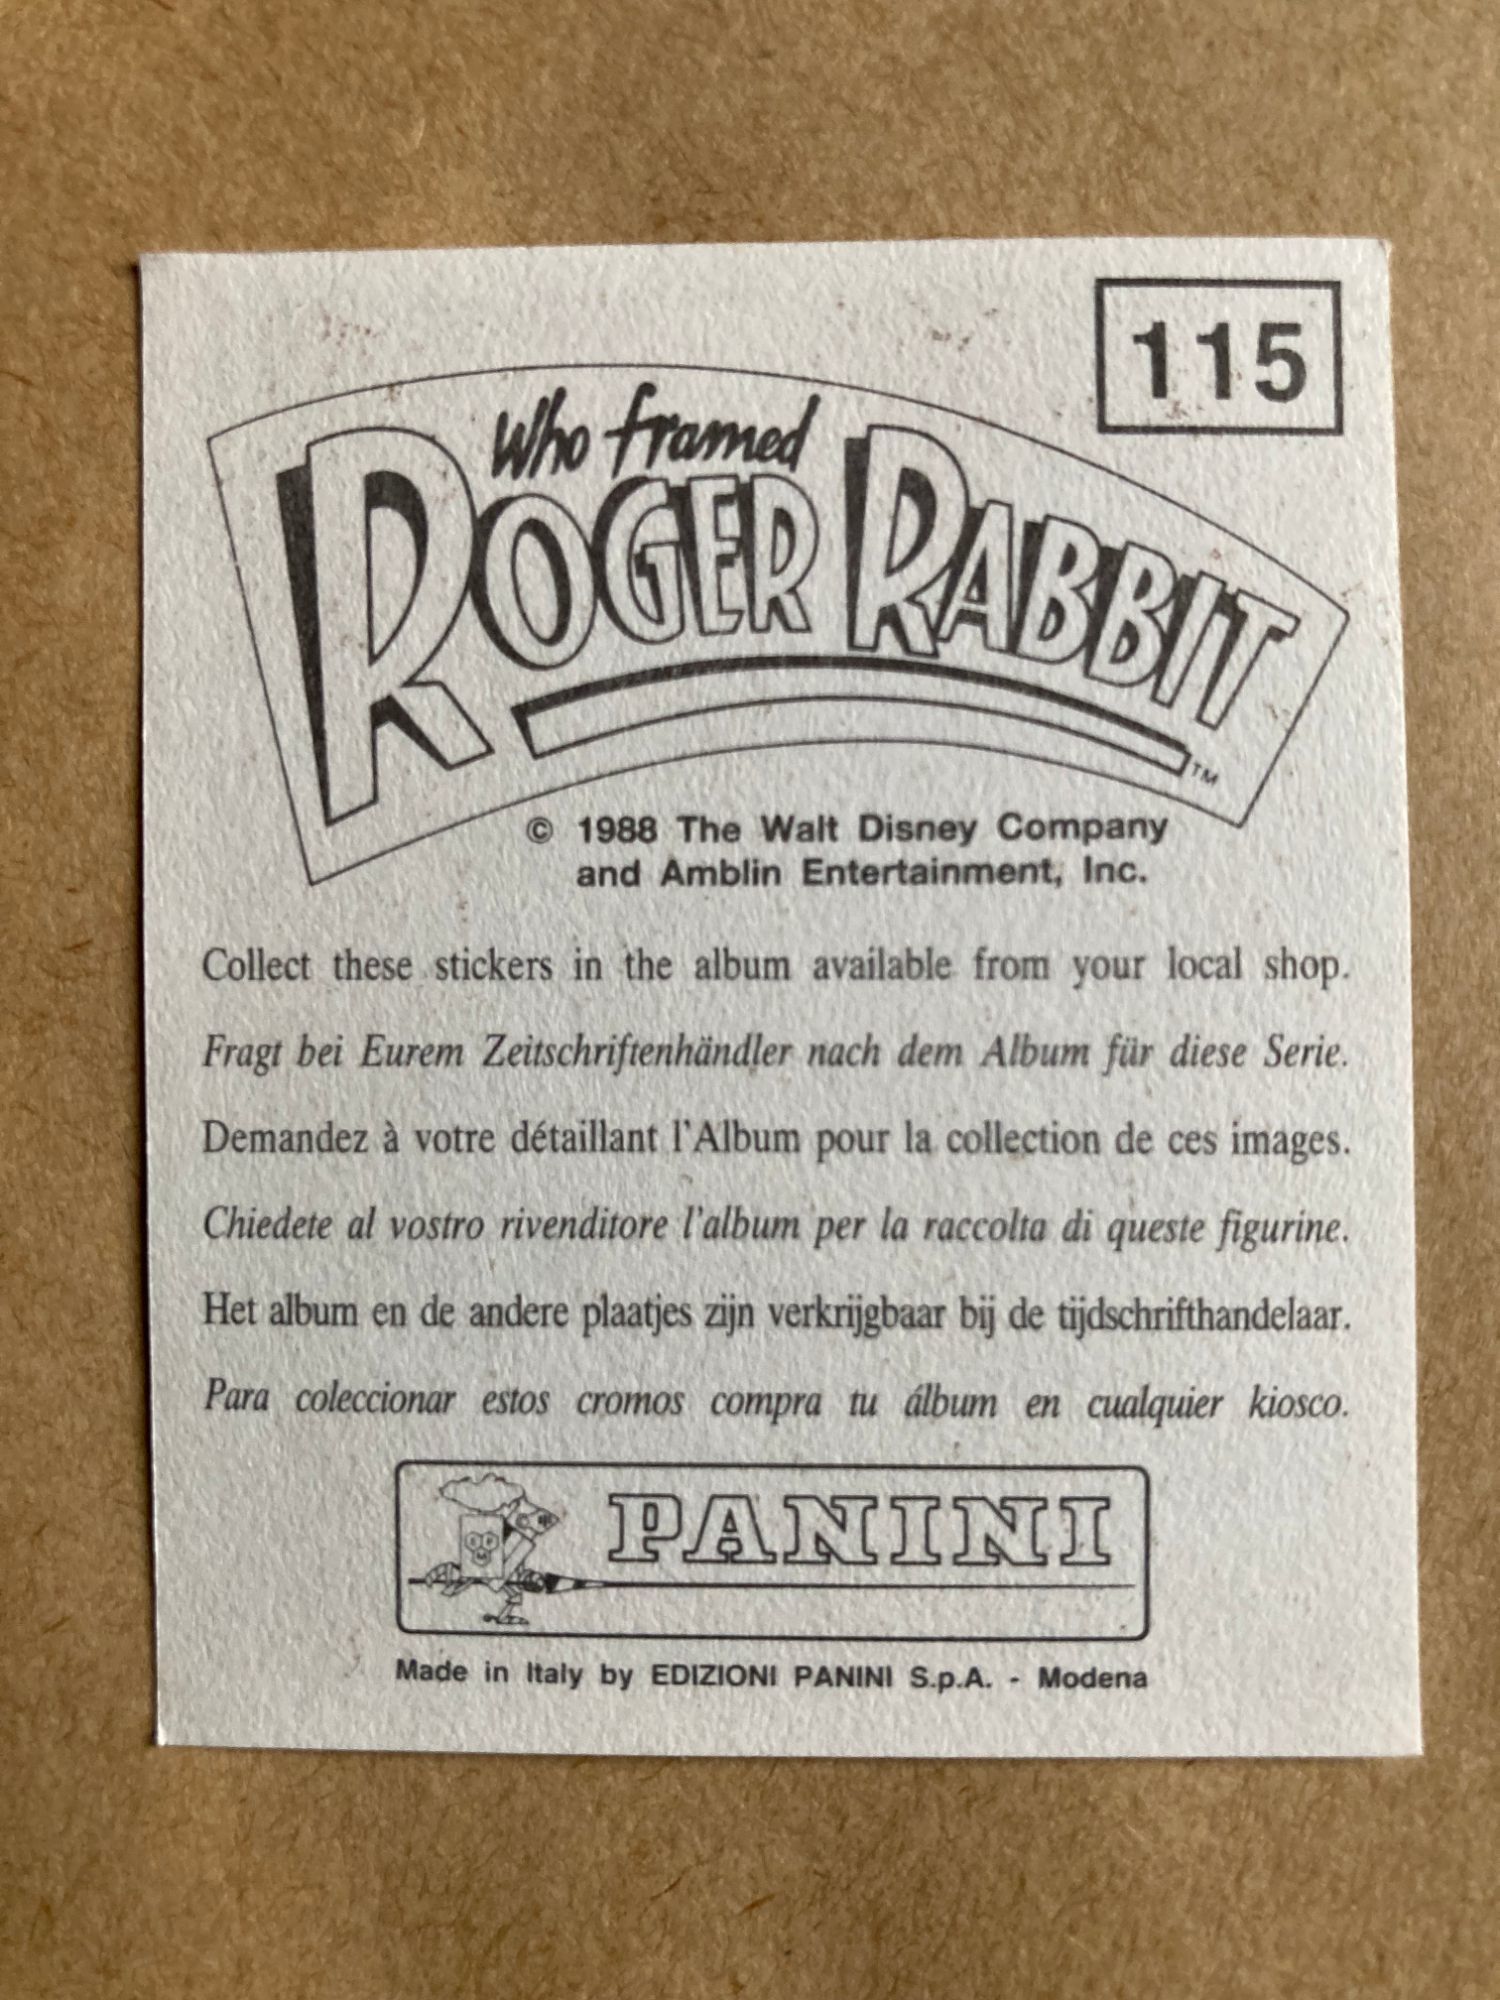 115
Who framed
ROGER RABBIT
TM
© 1988 The Walt Disney Company
and Amblin Entertainment, Inc.
Collect these stickers in the album available from your local shop.
Fragt bei Eurem Zeitschriftenhändler nach dem Album für diese Serie.
Demandez à votre détaillant l'Album pour la collection de ces images.
Chiedete al vostro rivenditore l'album per la raccolta di queste figurine.
Het album en de andere plaatjes zijn verkrijgbaar bij de tijdschrifthandelaar.
Para coleccionar estos cromos compra tu álbum en cualquier kiosco.
PANINI
Made in Italy by EDIZIONI PANINI S.p.A. - Modena